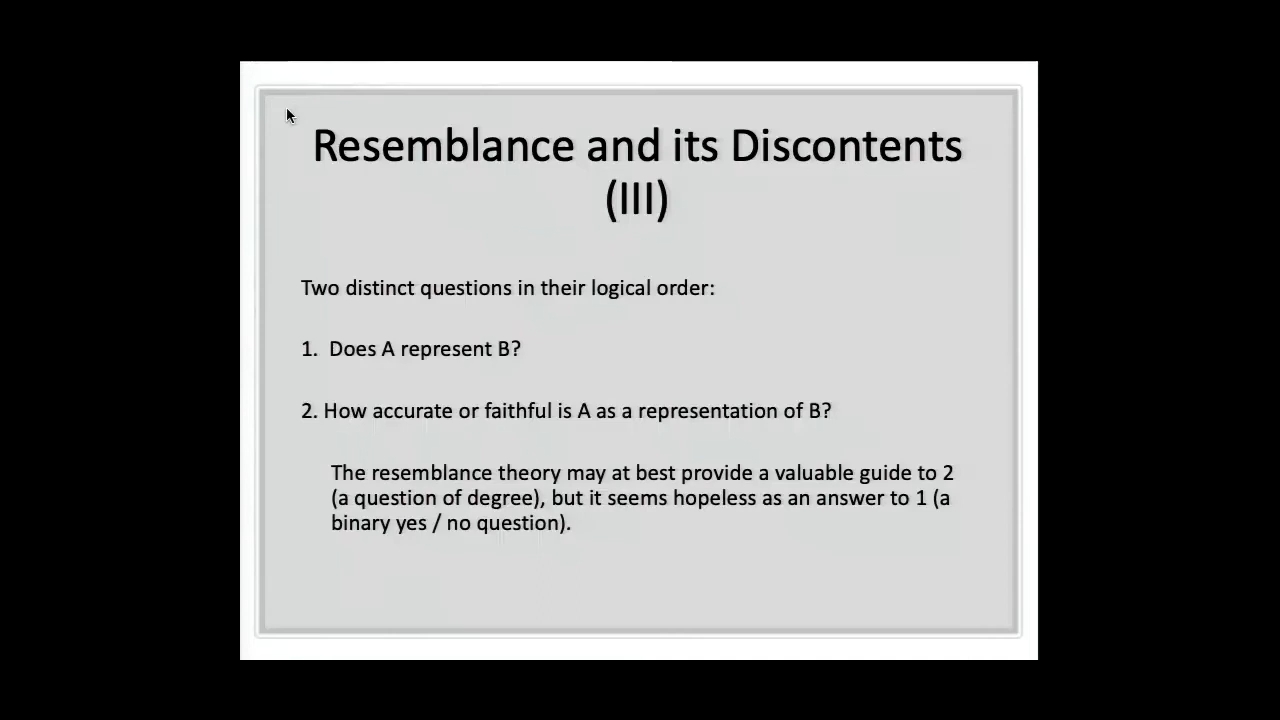 Resemblance and its Discontents
(III)
Two distinct questions in their logical order:
1. Does A represent B?
2. How accurate or faithful is A as a representation of B?
The resemblance theory may at best provide a valuable guide to 2
(a question of degree), but it seems hopeless as an answer to 1 (a
binary yes / no question).